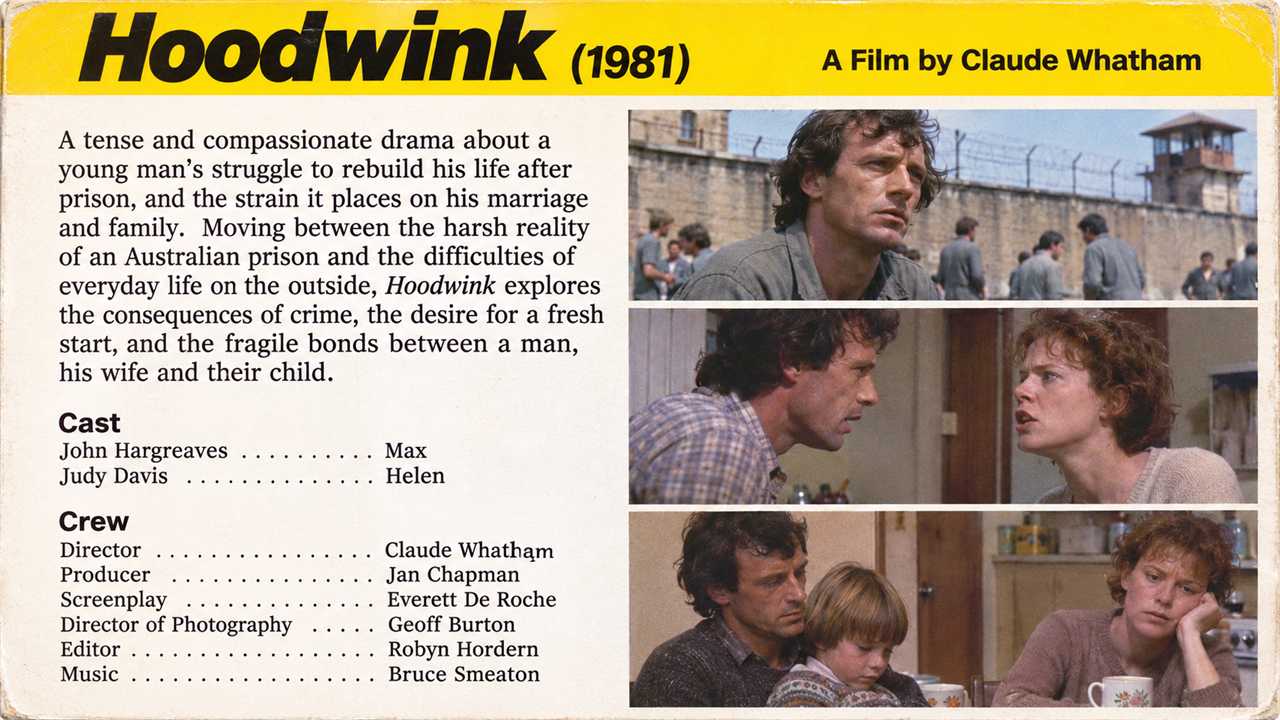 Hoodwink (1981)
A Film by Claude Whatham
A tense and compassionate drama about a
young man's struggle to rebuild his life after
prison, and the strain it places on his marriage
and family. Moving between the harsh reality
of an Australian prison and the difficulties of
everyday life on the outside, Hoodwink explores
the consequences of crime, the desire for a fresh
start, and the fragile bonds between a man,
his wife and their child.
Cast
John Hargreaves . . . . . . . . . . Max
Judy Davis . . . . . . . . . . . . . . Helen
Crew
Director . . . . . . . . . . . . . . . . Claude Whatham
Producer . . . . . . . . . . . . . . . Jan Chapman
Screenplay . . . . . . . . . . . . . . Everett De Roche
Director of Photography . . . . . Geoff Burton
Editor . . . . . . . . . . . . . . . . . . Robyn Hordern
Music . . . . . . . . . . . . . . . . . . Bruce Smeaton